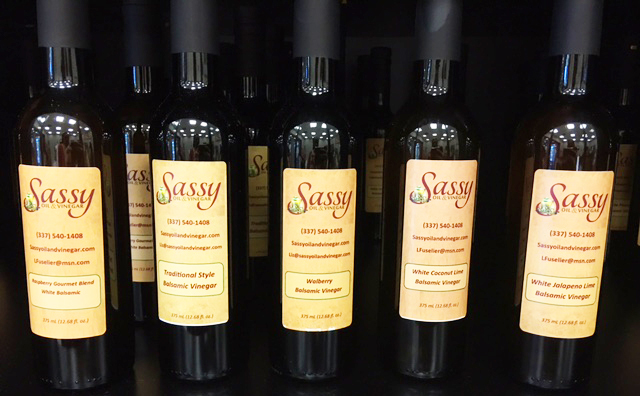 Sassy
OIL & VINEGAR
(337) 540-1408
Sassyoilandvinegar.com
LFuselier@msn.com
Raspberry Gourmet Blend
White Balsamic
375 mL (12.68 fl. oz.)
Sassy
OIL & VINEGAR
(337) 540-1408
Sassyoilandvinegar.com
Liz@sassyoilandvinegar.com
Traditional Style
Balsamic Vinegar
375 mL (12.68 fl. oz.)
Sassy
OIL & VINEGAR
(337) 540-1408
Sassyoilandvinegar.com
Liz@sassyoilandvinegar.com
Walberry
Balsamic Vinegar
375 mL (12.68 fl. oz.)
Sassy
OIL & VINEGAR
(337) 540-1408
Sassyoilandvinegar.com
LFuselier@msn.com
White Coconut Lime
Balsamic Vinegar
375 mL (12.68 fl. oz.)
Sassy
OIL & VINEGAR
(337) 540-1408
Sassyoilandvinegar.com
LFuselier@msn.com
White Jalapeno Lime
Balsamic Vinegar
375 mL (12.68 fl. oz.)